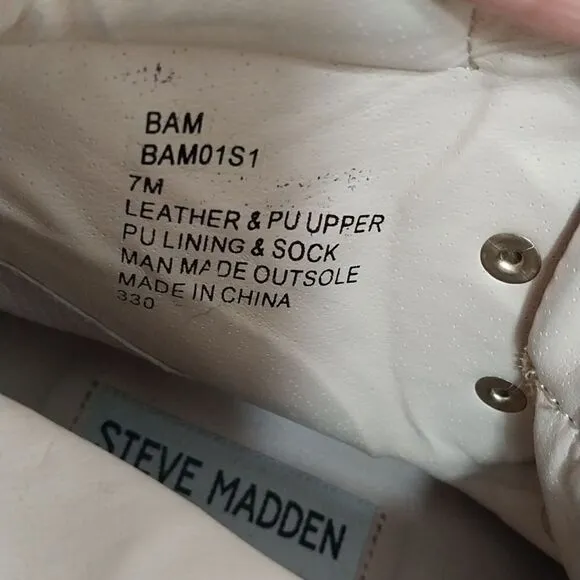 BAM
BAM01S1
7M
LEATHER & PU UPPER
PU LINING & SOCK
MAN MADE OUTSOLE
MADE IN CHINA
330
STEVE MADDEN